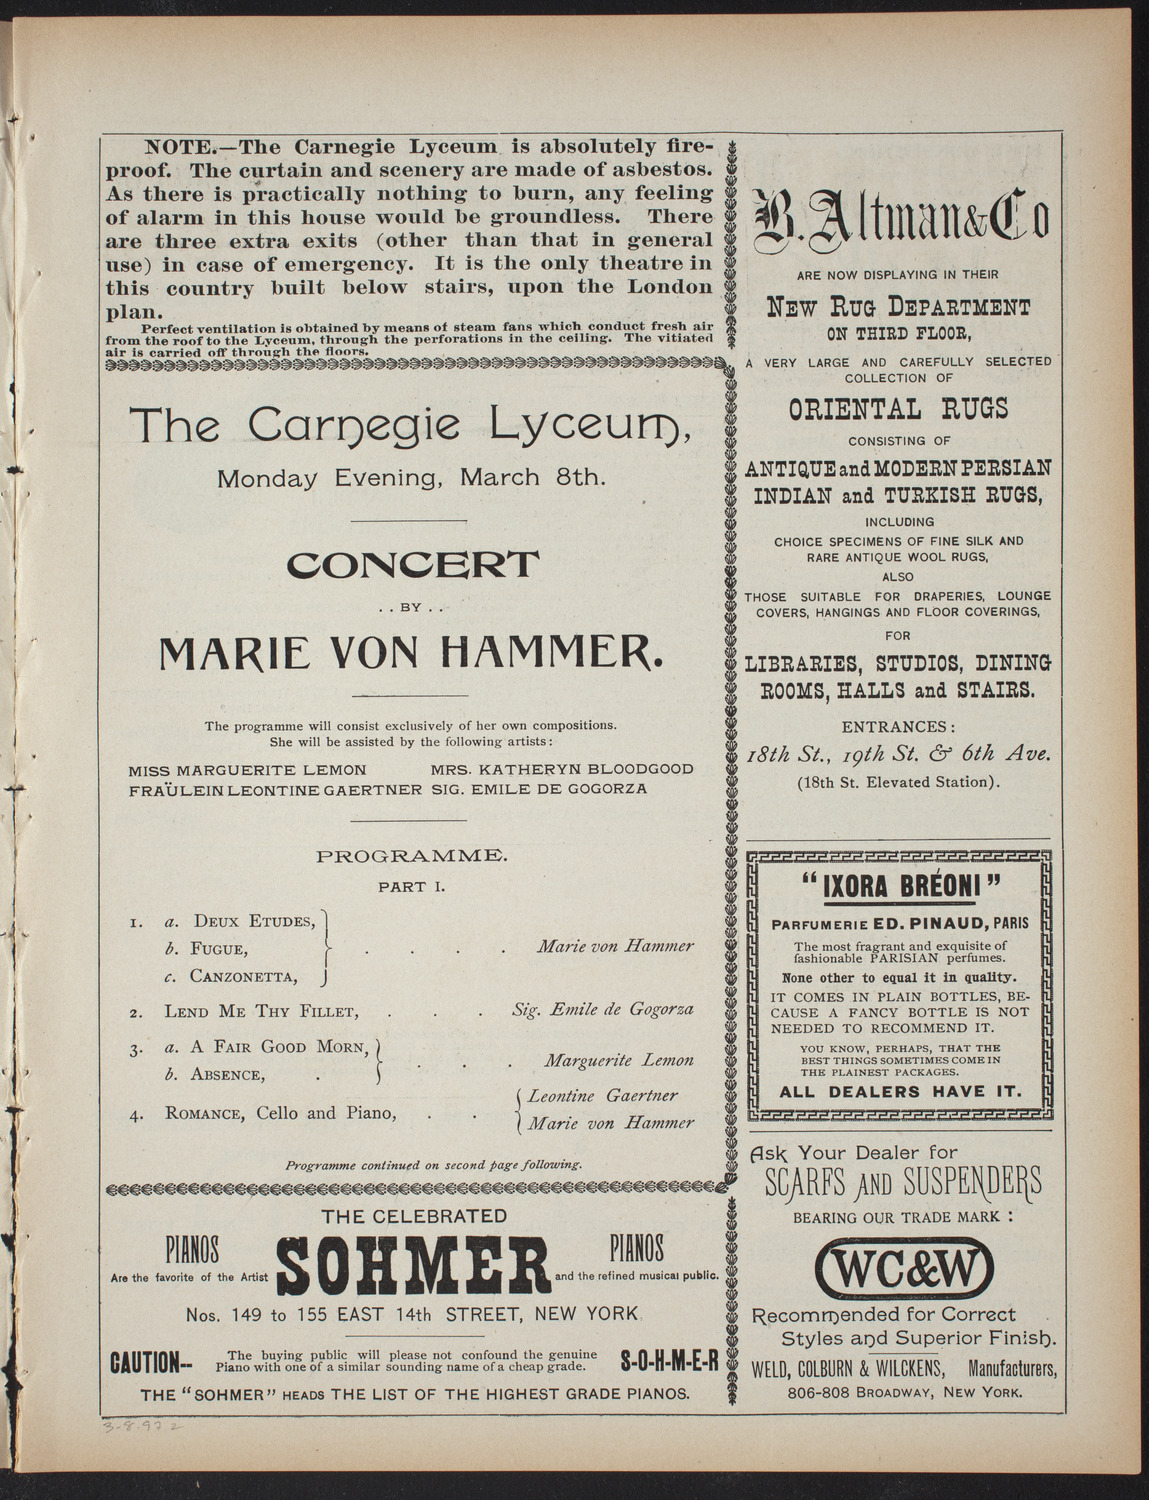 NOTE.—The Carnegie Lyceum is absolutely fire-
proof. The curtain and scenery are made of asbestos.
As there is practically nothing to burn, any feeling
of alarm in this house would be groundless. There
are three extra exits (other than that in general
use) in case of emergency. It is the only theatre in
this country built below stairs, upon the London
plan.
Perfect ventilation is obtained by means of steam fans which conduct fresh air
from the roof to the Lyceum, through the perforations in the ceiling. The vitiated
air is carried off through the floors.
The Carnegie Lyceum,
Monday Evening, March 8th.
CONCERT
. . BY . .
MARIE VON HAMMER.
The programme will consist exclusively of her own compositions.
She will be assisted by the following artists:
MISS MARGUERITE LEMON MRS. KATHERYN BLOODGOOD
FRAÜLEIN LEONTINE GAERTNER SIG. EMILE DE GOGORZA
PROGRAMME.
PART I.
1. a. DEUX ETUDES,
b. FUGUE, . . . . Marie von Hammer
c. CANZONETTA,
2. LEND ME THY FILLET, . . . Sig. Emile de Gogorza
3. a. A FAIR GOOD MORN,
. . . Marguerite Lemon
b. ABSENCE, .
Leontine Gaertner
4. ROMANCE, Cello and Piano, . .
Marie von Hammer
Programme continued on second page following.
THE CELEBRATED
PIANOS SOHMER PIANOS
Are the favorite of the Artist and the refined musical public.
Nos. 149 to 155 EAST 14th STREET, NEW YORK
CAUTION-- The buying public will please not confound the genuine
Piano with one of a similar sounding name of a cheap grade. S-O-H-M-E-R
THE "SOHMER" HEADS THE LIST OF THE HIGHEST GRADE PIANOS.
3-8-97 2
B. Altman & Co
ARE NOW DISPLAYING IN THEIR
NEW RUG DEPARTMENT
ON THIRD FLOOR,
A VERY LARGE AND CAREFULLY SELECTED
COLLECTION OF
ORIENTAL RUGS
CONSISTING OF
ANTIQUE and MODERN PERSIAN
INDIAN and TURKISH RUGS,
INCLUDING
CHOICE SPECIMENS OF FINE SILK AND
RARE ANTIQUE WOOL RUGS,
ALSO
THOSE SUITABLE FOR DRAPERIES, LOUNGE
COVERS, HANGINGS AND FLOOR COVERINGS,
FOR
LIBRARIES, STUDIOS, DINING
ROOMS, HALLS and STAIRS.
ENTRANCES:
18th St., 19th St. & 6th Ave.
(18th St. Elevated Station).
"IXORA BRÉONI"
PARFUMERIE ED. PINAUD, PARIS
The most fragrant and exquisite of
fashionable PARISIAN perfumes.
None other to equal it in quality.
IT COMES IN PLAIN BOTTLES, BE-
CAUSE A FANCY BOTTLE IS NOT
NEEDED TO RECOMMEND IT.
YOU KNOW, PERHAPS, THAT THE
BEST THINGS SOMETIMES COME IN
THE PLAINEST PACKAGES.
ALL DEALERS HAVE IT.
Ask Your Dealer for
SCARFS AND SUSPENDERS
BEARING OUR TRADE MARK:
WC&W
Recommended for Correct
Styles and Superior Finish.
WELD, COLBURN & WILCKENS, Manufacturers,
806-808 BROADWAY, NEW YORK.